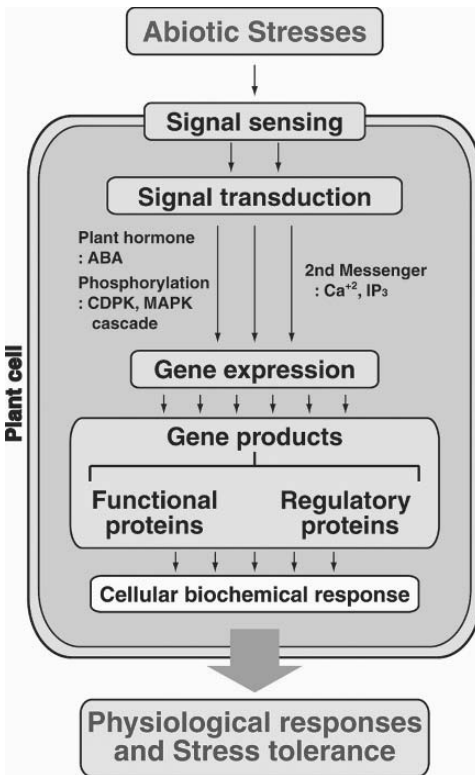 Abiotic Stresses
Signal sensing
Signal transduction
Plant hormone
: ABA
Phosphorylation
: CDPK, MAPK
cascade
2nd Messenger
: Ca⁺², IP₃
Gene expression
Gene products
Functional
proteins
Regulatory
proteins
Cellular biochemical response
Plant cell
Physiological responses
and Stress tolerance